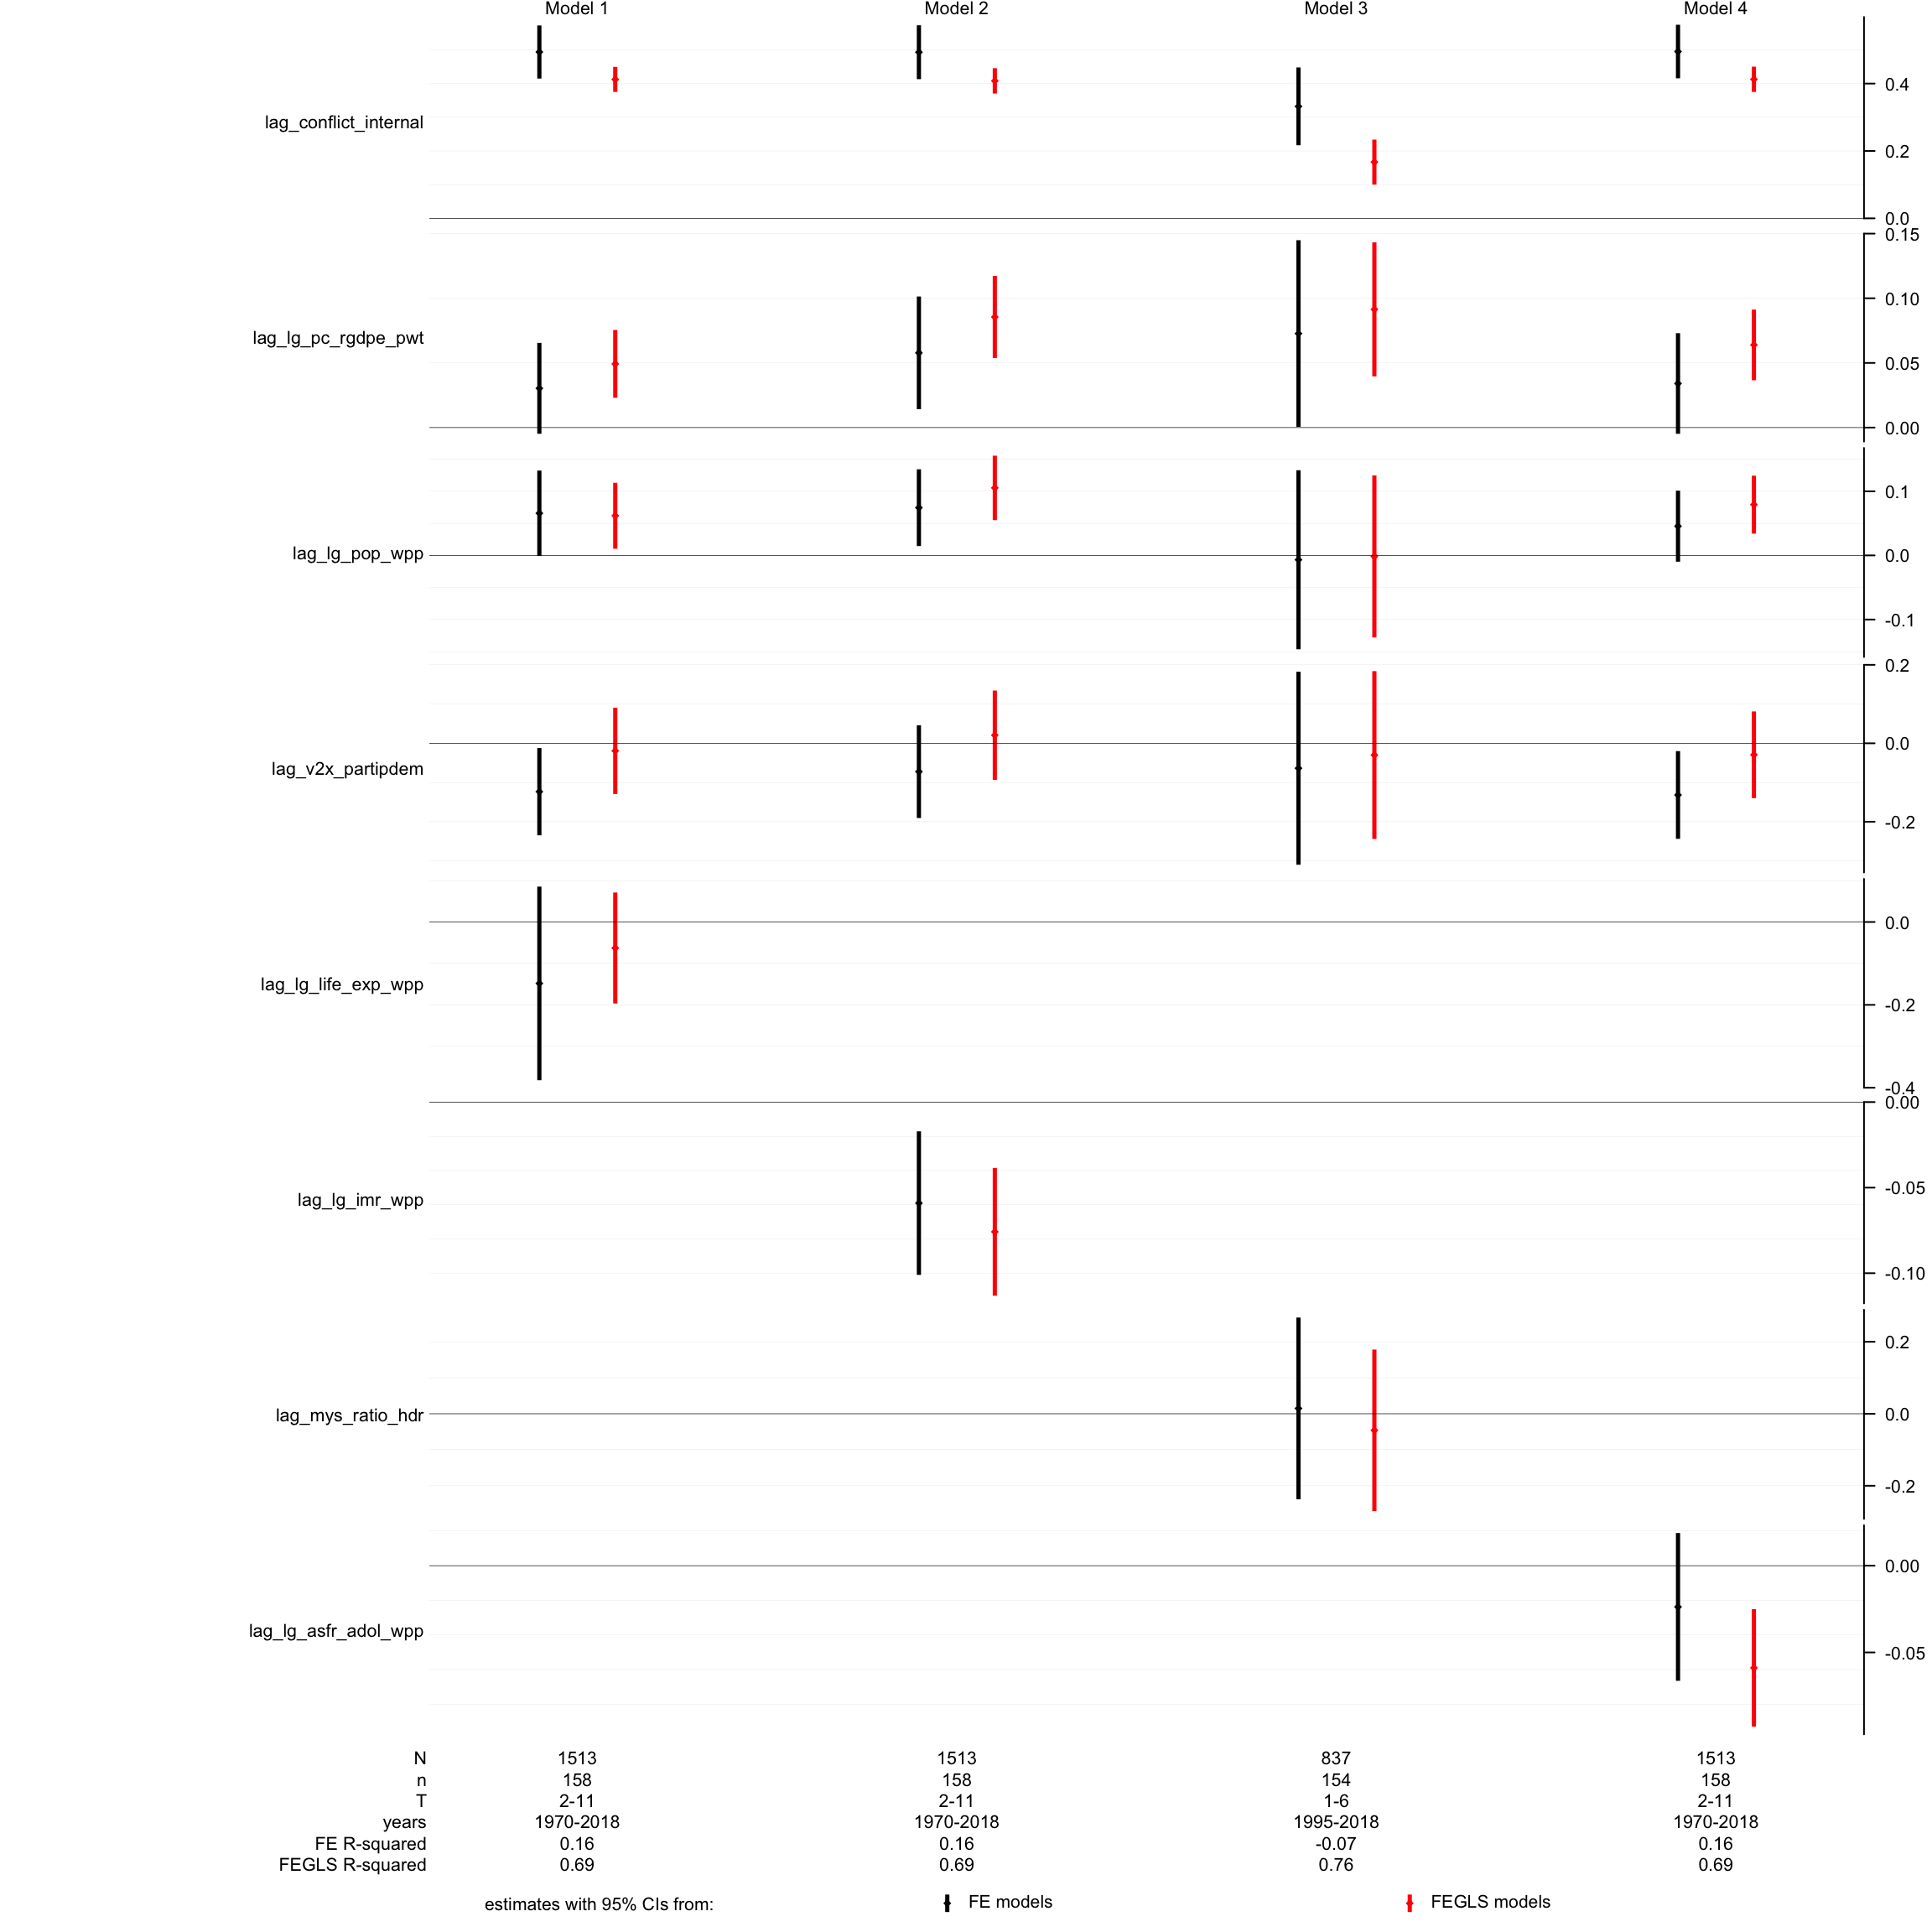 Model 1 Model 2 Model 3 Model 4
lag_conflict_internal
0.4
0.2
0.0
lag_lg_pc_rgdpe_pwt
0.15
0.10
0.05
0.00
lag_lg_pop_wpp
0.1
0.0
-0.1
lag_v2x_partipdem
0.2
0.0
-0.2
lag_lg_life_exp_wpp
0.0
-0.2
-0.4
lag_lg_imr_wpp
0.00
-0.05
-0.10
lag_mys_ratio_hdr
0.2
0.0
-0.2
lag_lg_asfr_adol_wpp
0.00
-0.05
N 1513 1513 837 1513
n 158 158 154 158
T 2-11 2-11 1-6 2-11
years 1970-2018 1970-2018 1995-2018 1970-2018
FE R-squared 0.16 0.16 -0.07 0.16
FEGLS R-squared 0.69 0.69 0.76 0.69
estimates with 95% CIs from: FE models FEGLS models